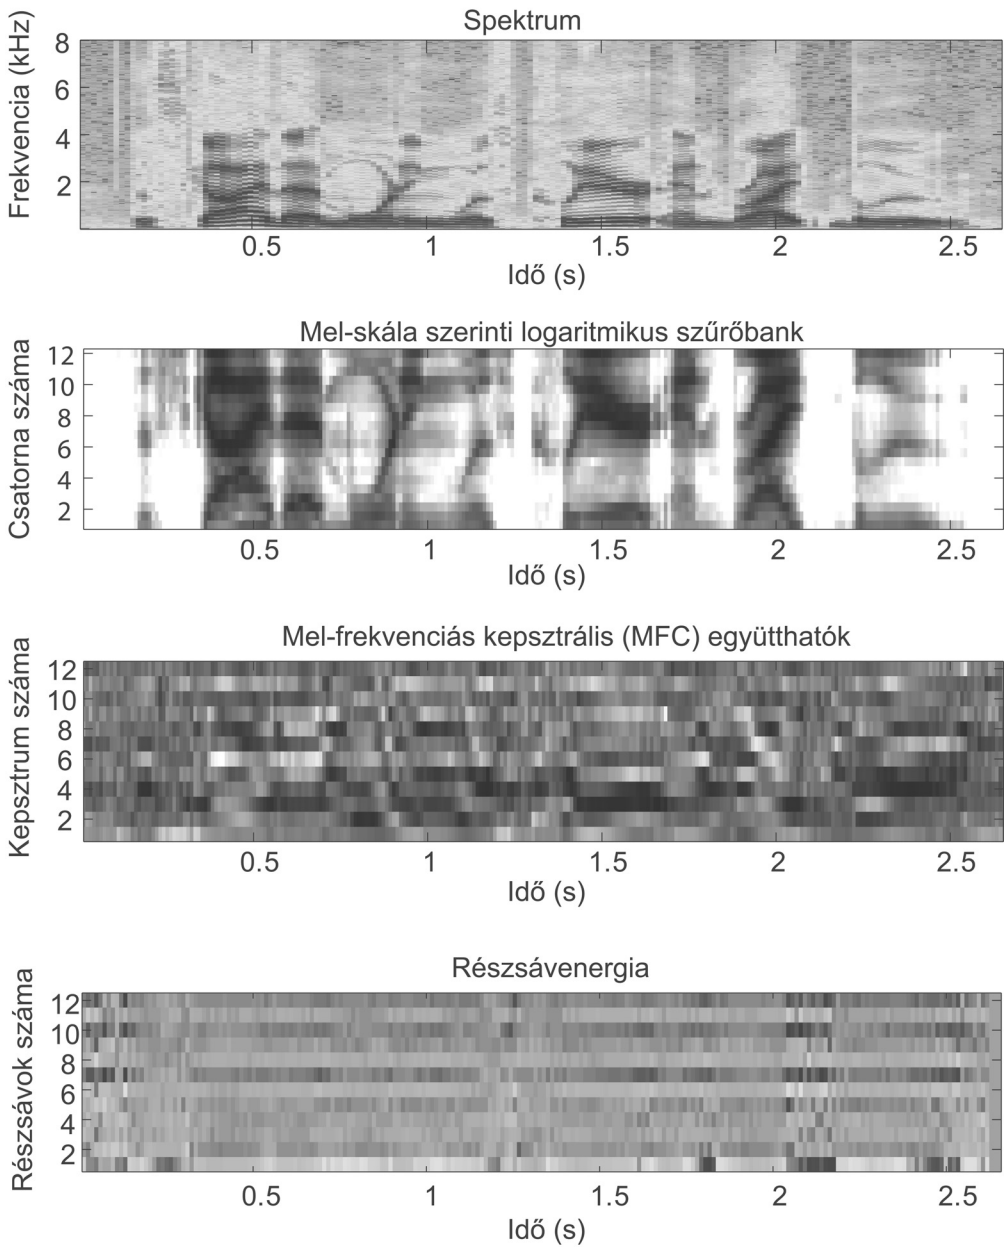 Spektrum
Frekvencia (kHz)
8
6
4
2
0.5 1 1.5 2 2.5
Idő (s)
Mel-skála szerinti logaritmikus szűrőbank
Csatorna száma
12
10
8
6
4
2
0.5 1 1.5 2 2.5
Idő (s)
Mel-frekvenciás kepsztrális (MFC) együtthatók
Kepsztrum száma
12
10
8
6
4
2
0.5 1 1.5 2 2.5
Idő (s)
Részsávenergia
Részsávok száma
12
10
8
6
4
2
0.5 1 1.5 2 2.5
Idő (s)